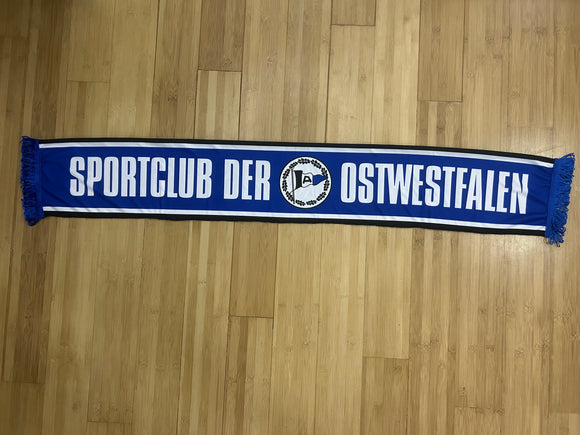 SPORTCLUB DER OSTWESTFALEN